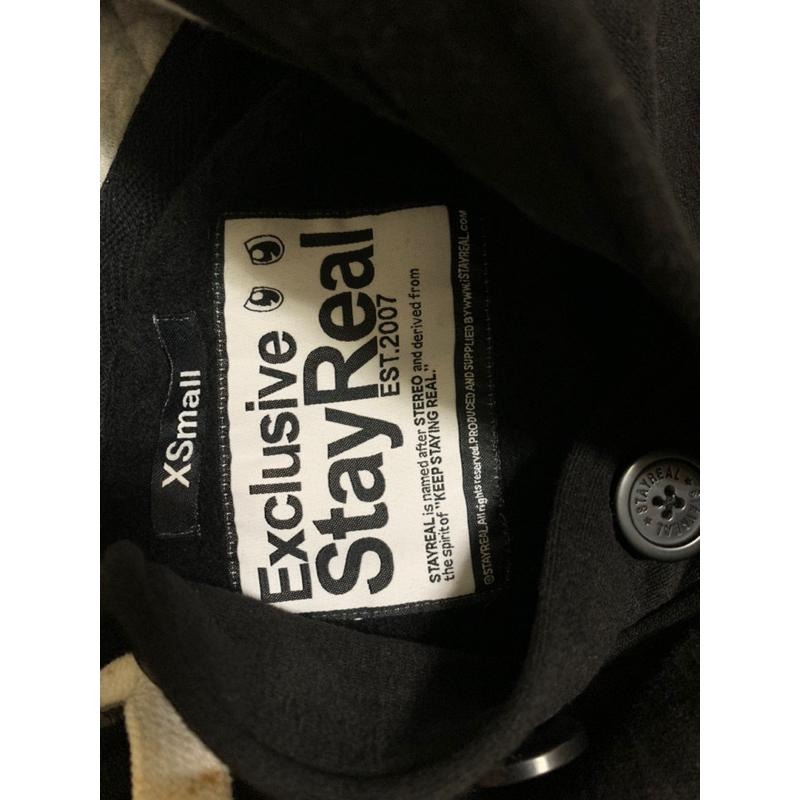 XSmall
Exclusive
StayReal
EST.2007
STAYREAL is named after STEREO and derived from
the spirit of "KEEP STAYING REAL."
©STAYREAL.All rights reserved.PRODUCED AND SUPPLIED BY WWW.ISTAYREAL.COM
STAYREAL ★ STAYREAL ★